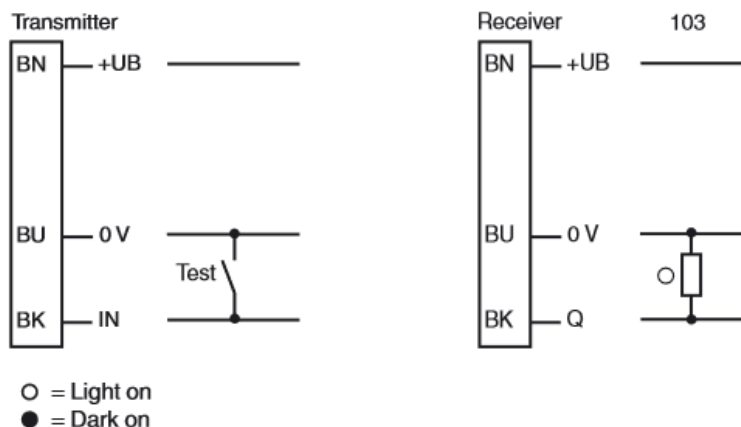 Transmitter
BN +UB
BU 0 V
Test
BK IN
Receiver 103
BN +UB
BU 0 V
BK Q
= Light on
= Dark on